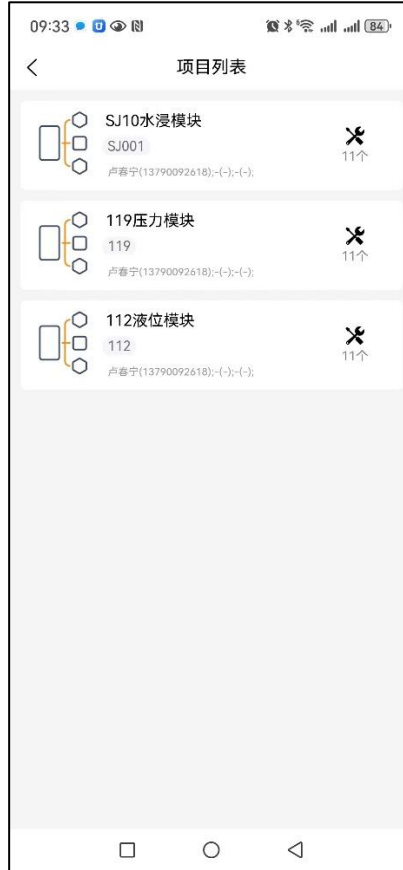 09:33
84
项目列表
SJ10水浸模块
SJ001
11个
卢春宁(13790092618);-(-);-(-);
119压力模块
119
11个
卢春宁(13790092618);-(-);-(-);
112液位模块
112
11个
卢春宁(13790092618);-(-);-(-);